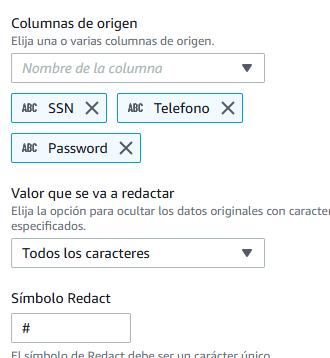 Columnas de origen
Elija una o varias columnas de origen.
Nombre de la columna
ABC SSN
ABC Telefono
ABC Password
Valor que se va a redactar
Elija la opción para ocultar los datos originales con caracter
especificados.
Todos los caracteres
Símbolo Redact
#
El símbolo de Redact debe ser un carácter único